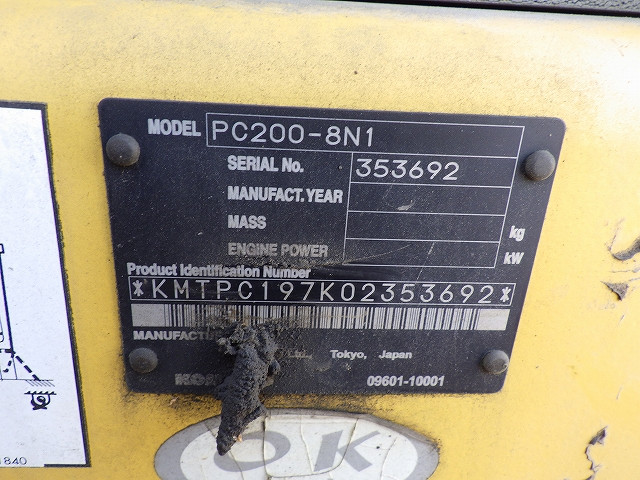 MODEL PC200-8N1
SERIAL No. 353692
MANUFACT.YEAR
MASS kg
ENGINE POWER kW
Product Identification Number
*KMTPC197K02353692*
Ltd., Tokyo, Japan
09601-10001
OK
1840